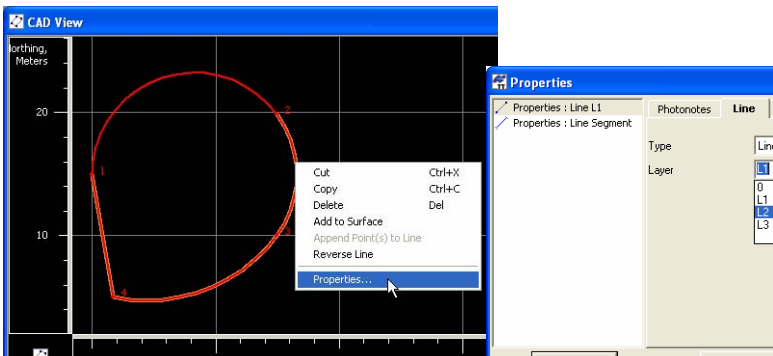 CAD View
orthing,
Meters
20
10
1
2
3
4
Cut Ctrl+X
Copy Ctrl+C
Delete Del
Add to Surface
Append Point(s) to Line
Reverse Line
Properties...
Properties
Properties : Line L1
Properties : Line Segment
Photonotes Line
Type Lin
Layer L1
0
L1
L2
L3